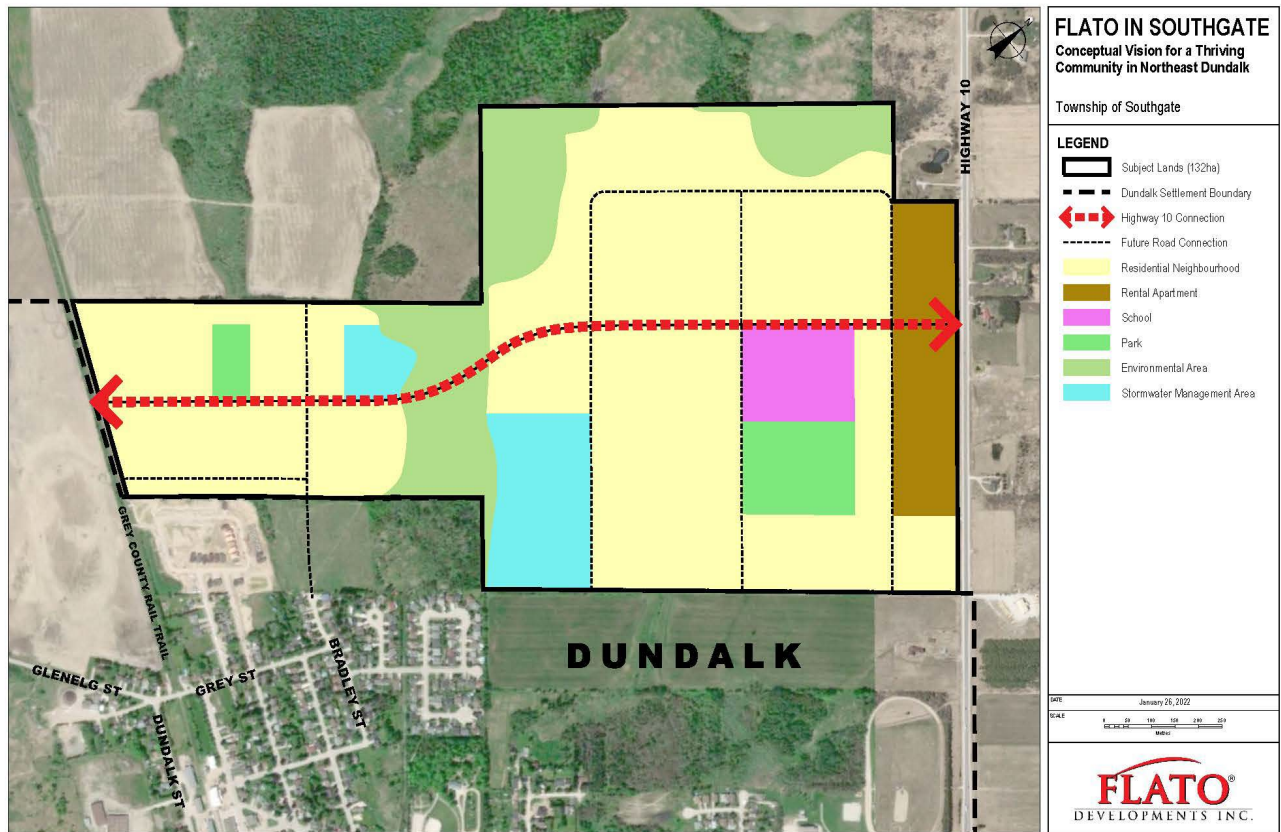 HIGHWAY 10
GREY COUNTY RAIL TRAIL
GLENELG ST
GREY ST
BRADLEY ST
DUNDALK ST
DUNDALK
FLATO IN SOUTHGATE
Conceptual Vision for a Thriving
Community in Northeast Dundalk
Township of Southgate
LEGEND
Subject Lands (132ha)
Dundalk Settlement Boundary
Highway 10 Connection
Future Road Connection
Residential Neighbourhood
Rental Apartment
School
Park
Environmental Area
Stormwater Management Area
DATE
January 26, 2022
SCALE
0 50 100 150 200 250
FLATO®
DEVELOPMENTS INC.